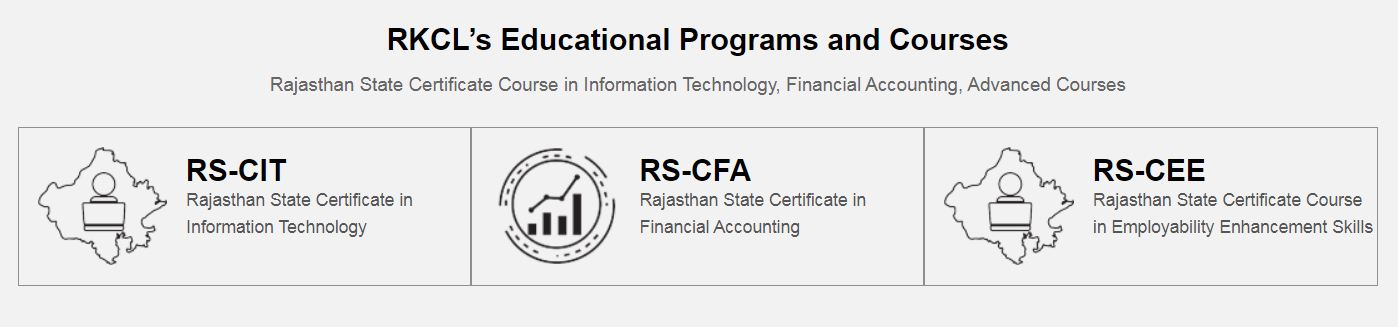 RKCL’s Educational Programs and Courses
Rajasthan State Certificate Course in Information Technology, Financial Accounting, Advanced Courses
RS-CIT
Rajasthan State Certificate in
Information Technology
RS-CFA
Rajasthan State Certificate in
Financial Accounting
RS-CEE
Rajasthan State Certificate Course
in Employability Enhancement Skills